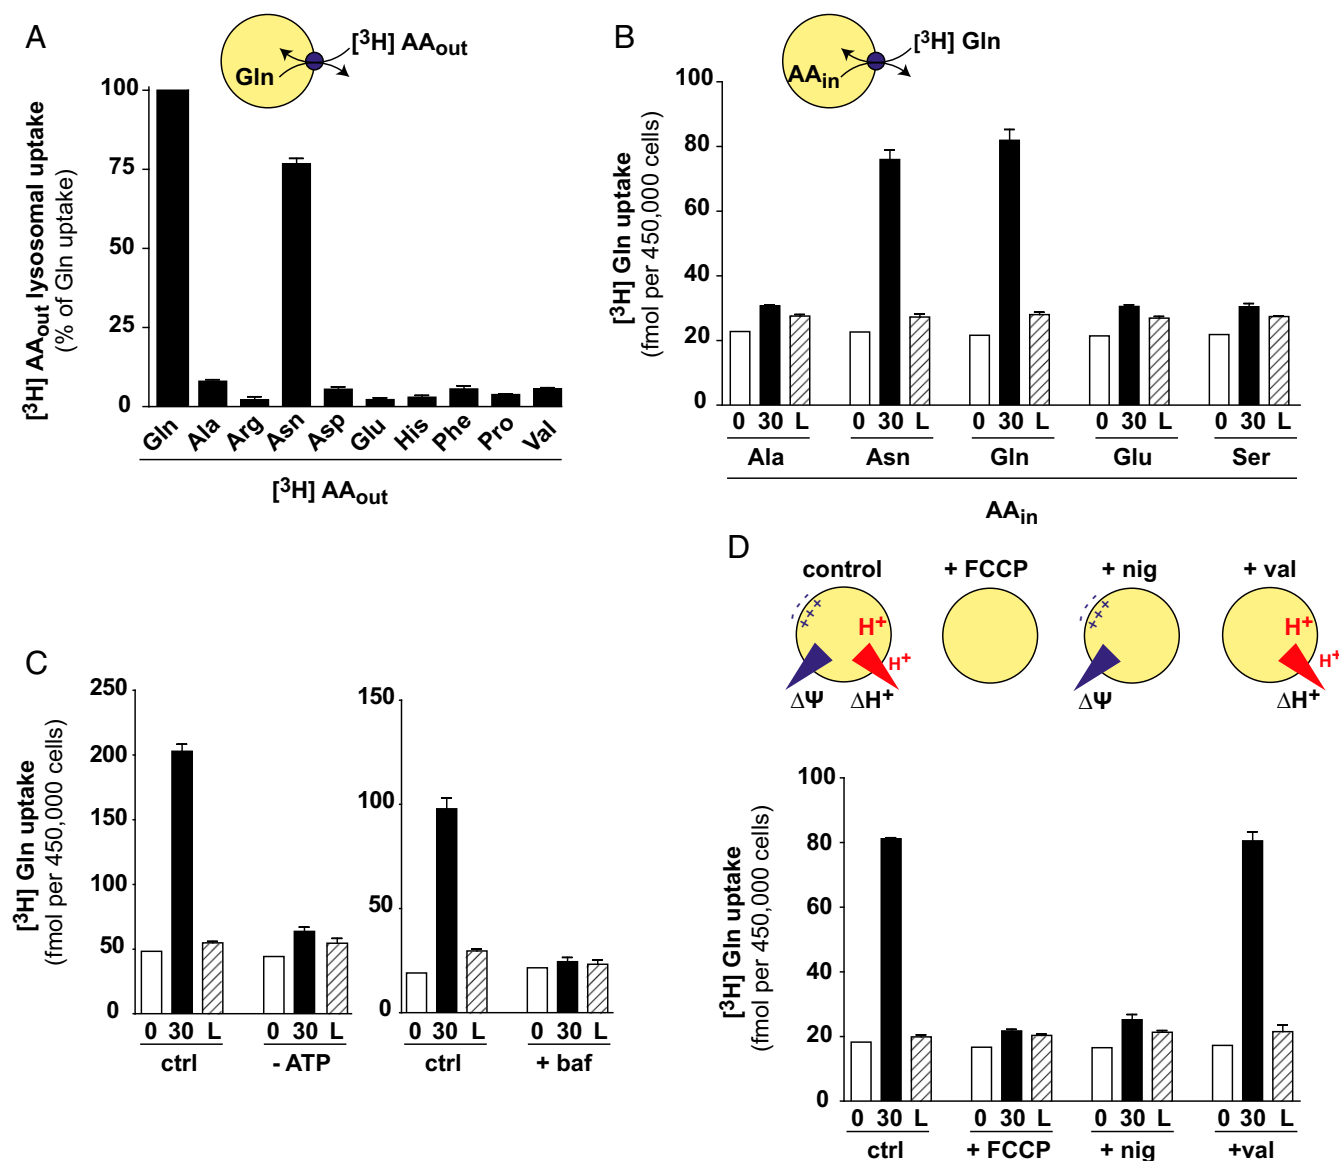 A
[³H] AAout
Gln
[³H] AAout lysosomal uptake
(% of Gln uptake)
100
75
50
25
0
Gln Ala Arg Asn Asp Glu His Phe Pro Val
[³H] AAout
B
[³H] Gln
AAin
[³H] Gln uptake
(fmol per 450,000 cells)
100
80
60
40
20
0
0 30 L 0 30 L 0 30 L 0 30 L 0 30 L
Ala Asn Gln Glu Ser
AAin
C
[³H] Gln uptake
(fmol per 450,000 cells)
250
200
150
100
50
0
0 30 L 0 30 L
ctrl - ATP
150
100
50
0
0 30 L 0 30 L
ctrl + baf
D
control + FCCP + nig + val
H⁺ H⁺ ΔΨ ΔH⁺
ΔΨ
H⁺ H⁺ ΔH⁺
[³H] Gln uptake
(fmol per 450,000 cells)
100
80
60
40
20
0
0 30 L 0 30 L 0 30 L 0 30 L
ctrl + FCCP + nig +val